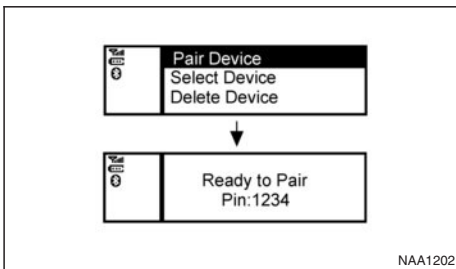 Pair Device
Select Device
Delete Device
Ready to Pair
Pin:1234
NAA1202